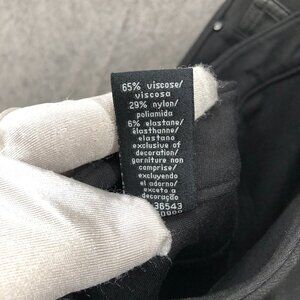 65% viscose/
viscosa
29% nylon/
poliamida
6% elastane/
élasthanne/
elastano
exclusive of
decoration/
garniture non
comprise/
excluyendo
el adorno/
exceto a
decoração
36543